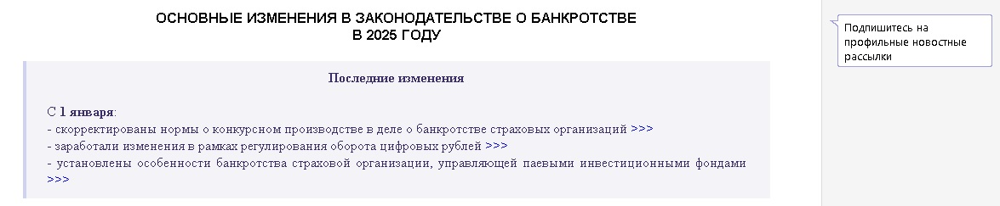 ОСНОВНЫЕ ИЗМЕНЕНИЯ В ЗАКОНОДАТЕЛЬСТВЕ О БАНКРОТСТВЕ
В 2025 ГОДУ
Последние изменения
С 1 января:
- скорректированы нормы о конкурсном производстве в деле о банкротстве страховых организаций >>>
- заработали изменения в рамках регулирования оборота цифровых рублей >>>
- установлены особенности банкротства страховой организации, управляющей паевыми инвестиционными фондами
>>>
Подпишитесь на
профильные новостные
рассылки